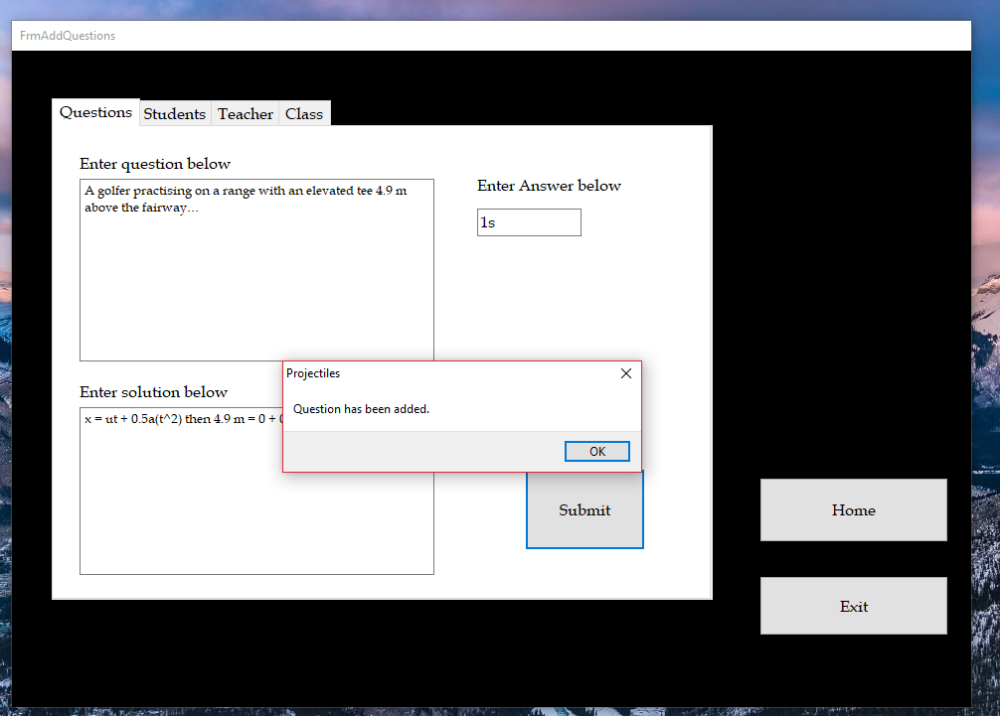 FrmAddQuestions
Questions Students Teacher Class
Enter question below
A golfer practising on a range with an elevated tee 4.9 m
above the fairway...
Enter Answer below
1s
Projectiles
Question has been added.
OK
Enter solution below
x = ut + 0.5a(t^2) then 4.9 m = 0 +
Submit
Home
Exit